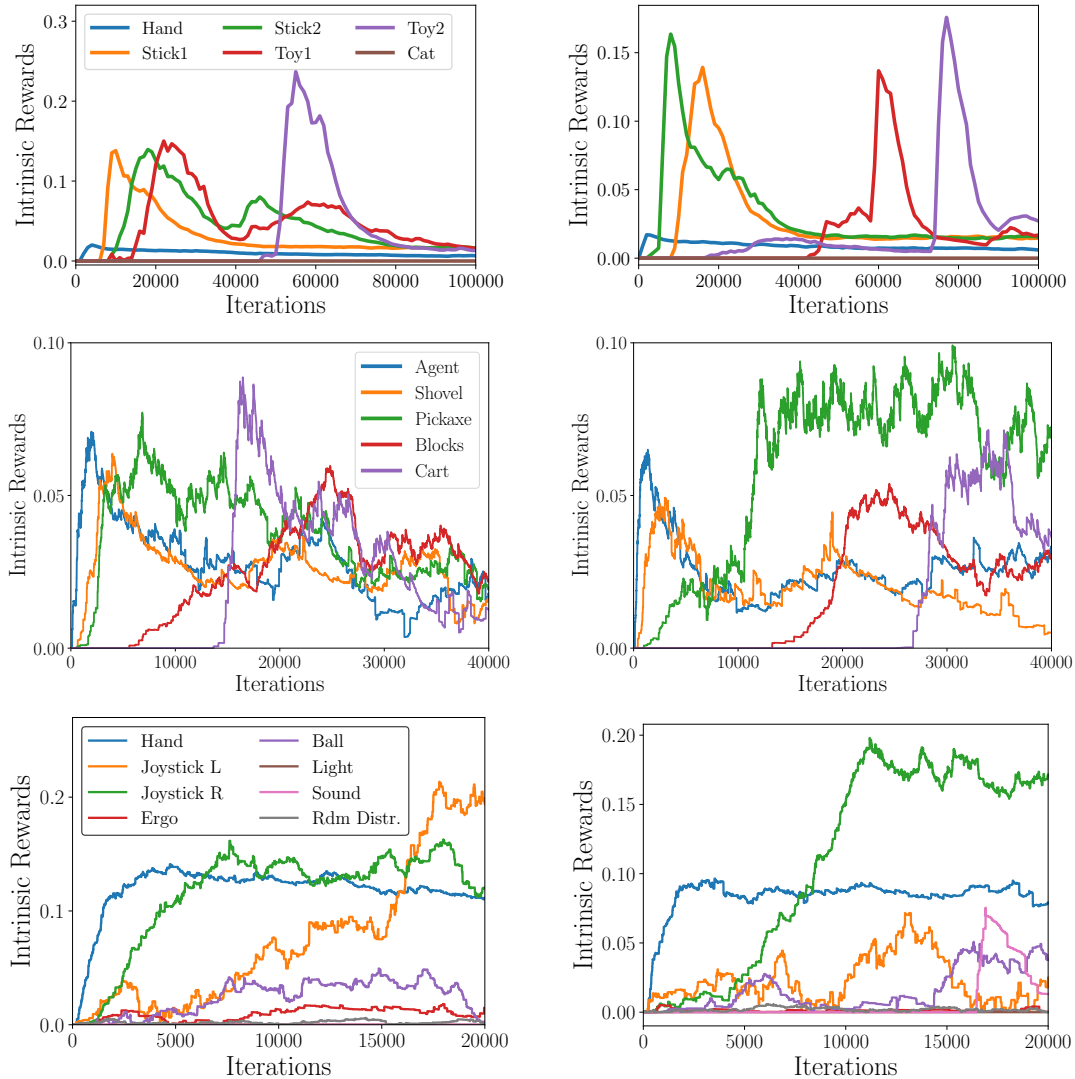 Intrinsic Rewards
0.3
0.2
0.1
0.0
Hand
Stick1
Stick2
Toy1
Toy2
Cat
0 20000 40000 60000 80000 100000
Iterations
Intrinsic Rewards
0.15
0.10
0.05
0.00
0 20000 40000 60000 80000 100000
Iterations
Intrinsic Rewards
0.10
0.05
0.00
Agent
Shovel
Pickaxe
Blocks
Cart
0 10000 20000 30000 40000
Iterations
Intrinsic Rewards
0.10
0.05
0.00
0 10000 20000 30000 40000
Iterations
Intrinsic Rewards
0.2
0.1
0.0
Hand
Joystick L
Joystick R
Ergo
Ball
Light
Sound
Rdm Distr.
0 5000 10000 15000 20000
Iterations
Intrinsic Rewards
0.20
0.15
0.10
0.05
0.00
0 5000 10000 15000 20000
Iterations